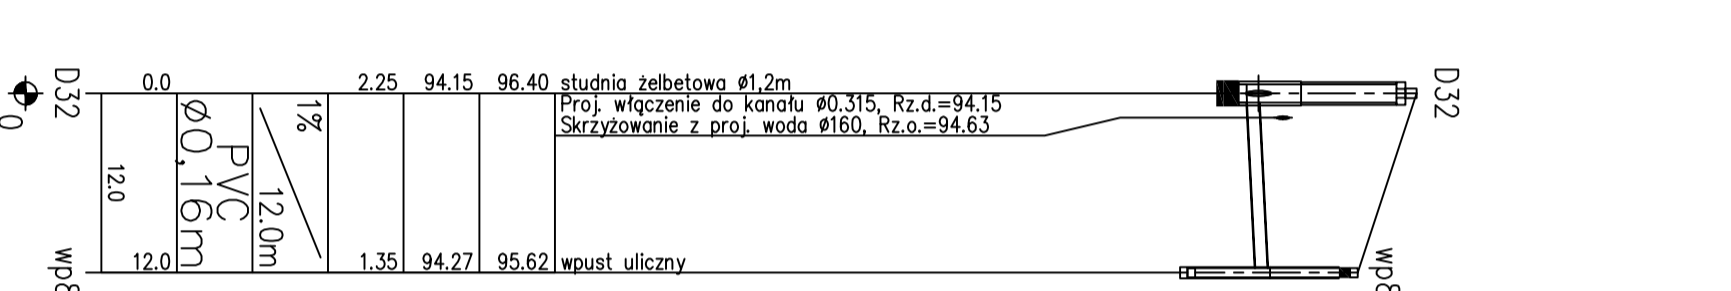 D32
0.0
2.25
94.15
96.40
studnia żelbetowa ø1,2m
Proj. włączenie do kanału ø0.315, Rz.d.=94.15
Skrzyżowanie z proj. woda ø160, Rz.o.=94.63
D32
0
12.0
Ø0,16m
PVC
1%
12.0m
12.0
1.35
94.27
95.62
wpust uliczny